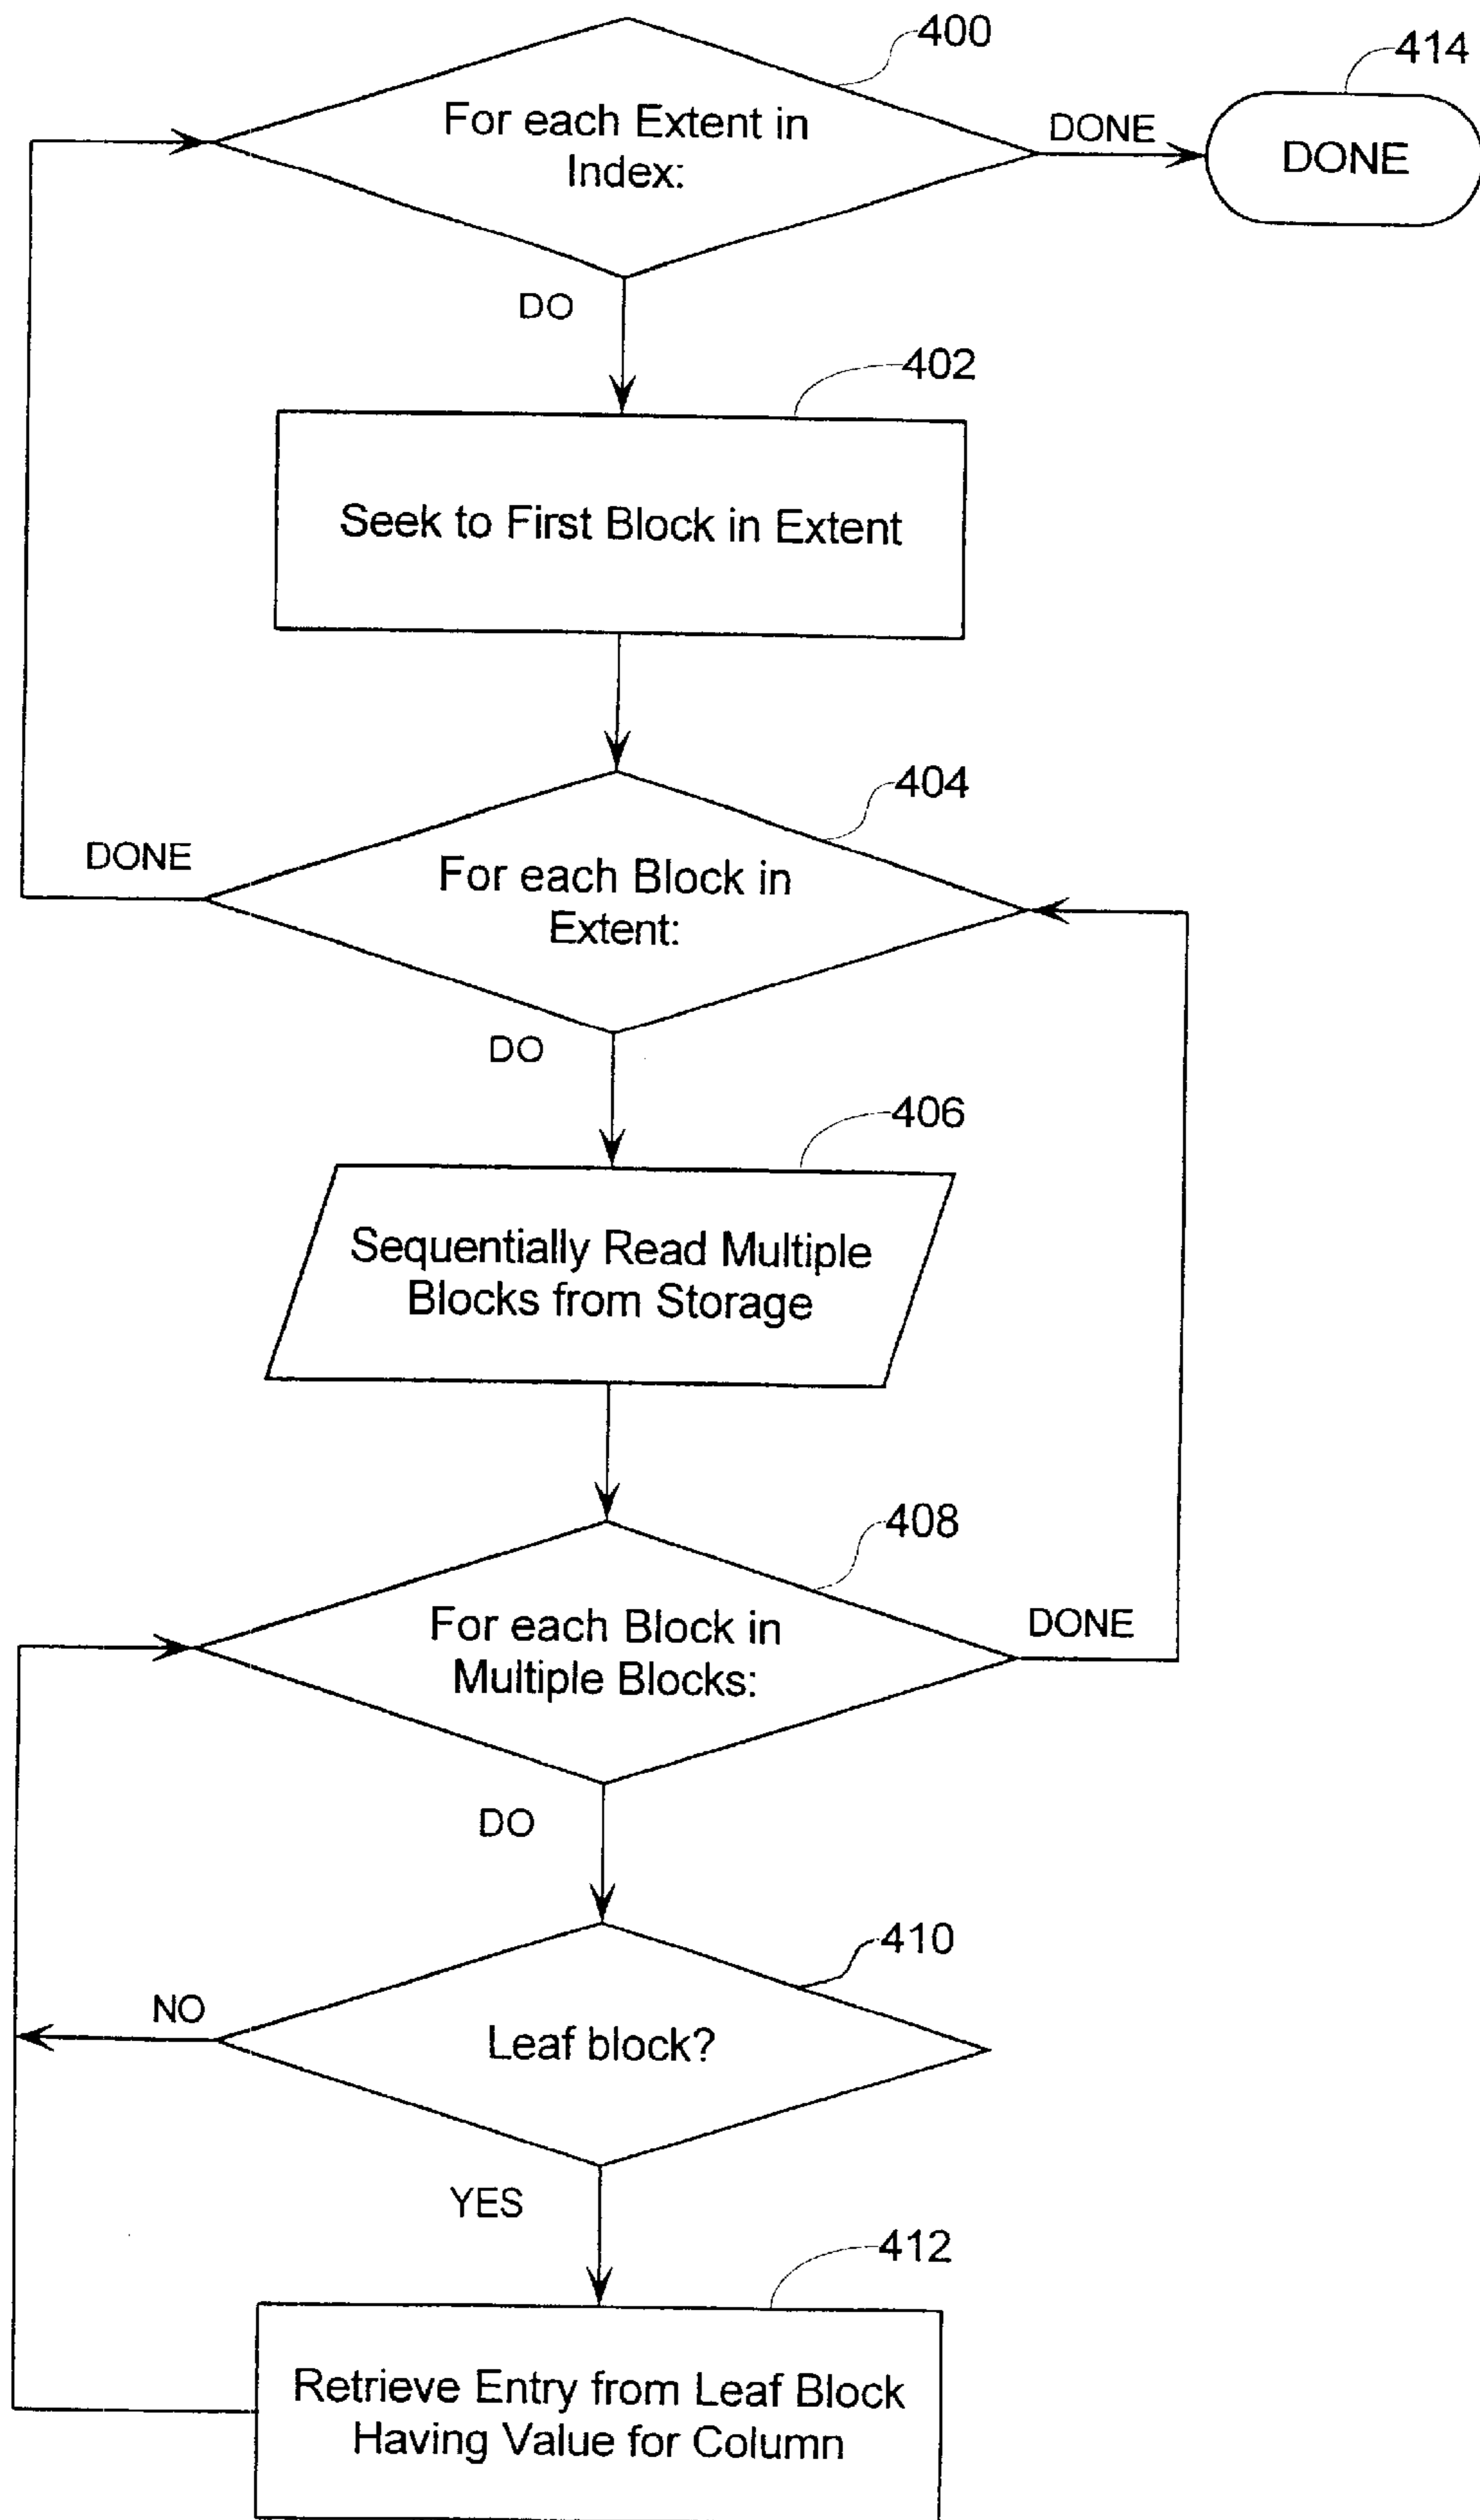 400
414
For each Extent in
Index:
DONE
DONE
DO
402
Seek to First Block in Extent
404
DONE
For each Block in
Extent:
DO
406
Sequentially Read Multiple
Blocks from Storage
408
For each Block in
Multiple Blocks:
DONE
DO
410
NO
Leaf block?
YES
412
Retrieve Entry from Leaf Block
Having Value for Column